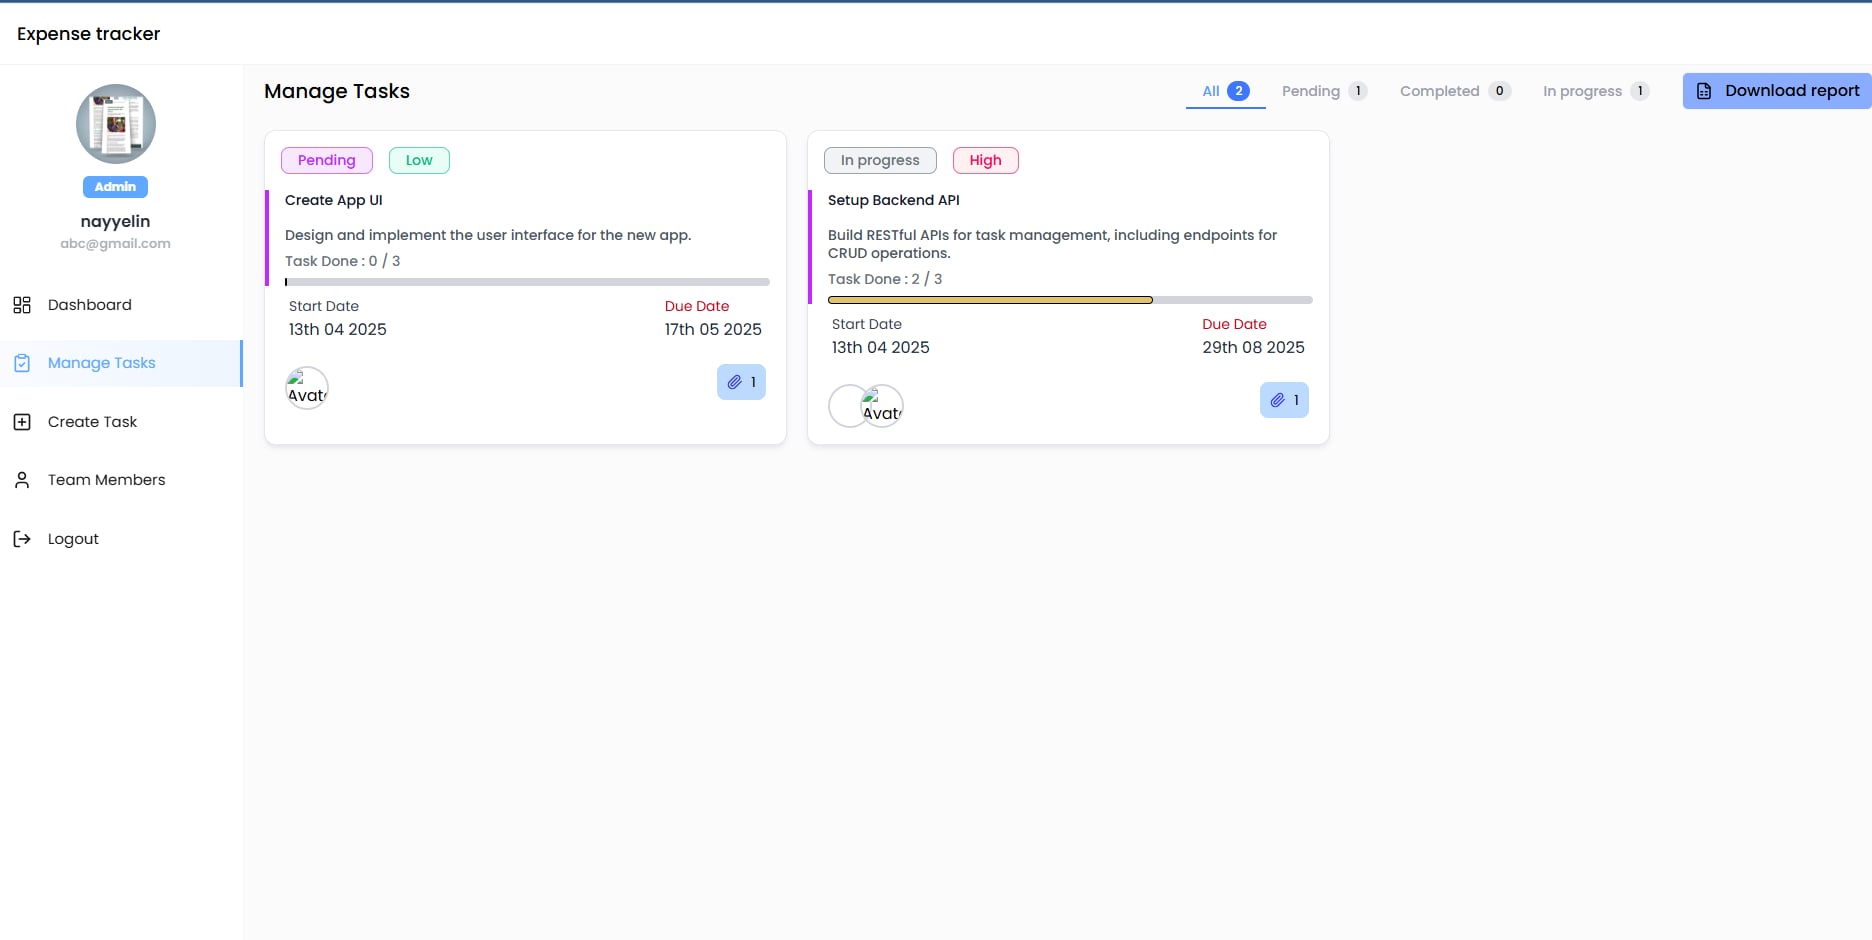 Expense tracker
Admin
nayyelin
abc@gmail.com
Dashboard
Manage Tasks
Create Task
Team Members
Logout
Manage Tasks
All 2
Pending 1
Completed 0
In progress 1
Download report
Pending
Low
Create App UI
Design and implement the user interface for the new app.
Task Done : 0 / 3
Start Date
Due Date
13th 04 2025
17th 05 2025
1
In progress
High
Setup Backend API
Build RESTful APIs for task management, including endpoints for
CRUD operations.
Task Done : 2 / 3
Start Date
Due Date
13th 04 2025
29th 08 2025
1